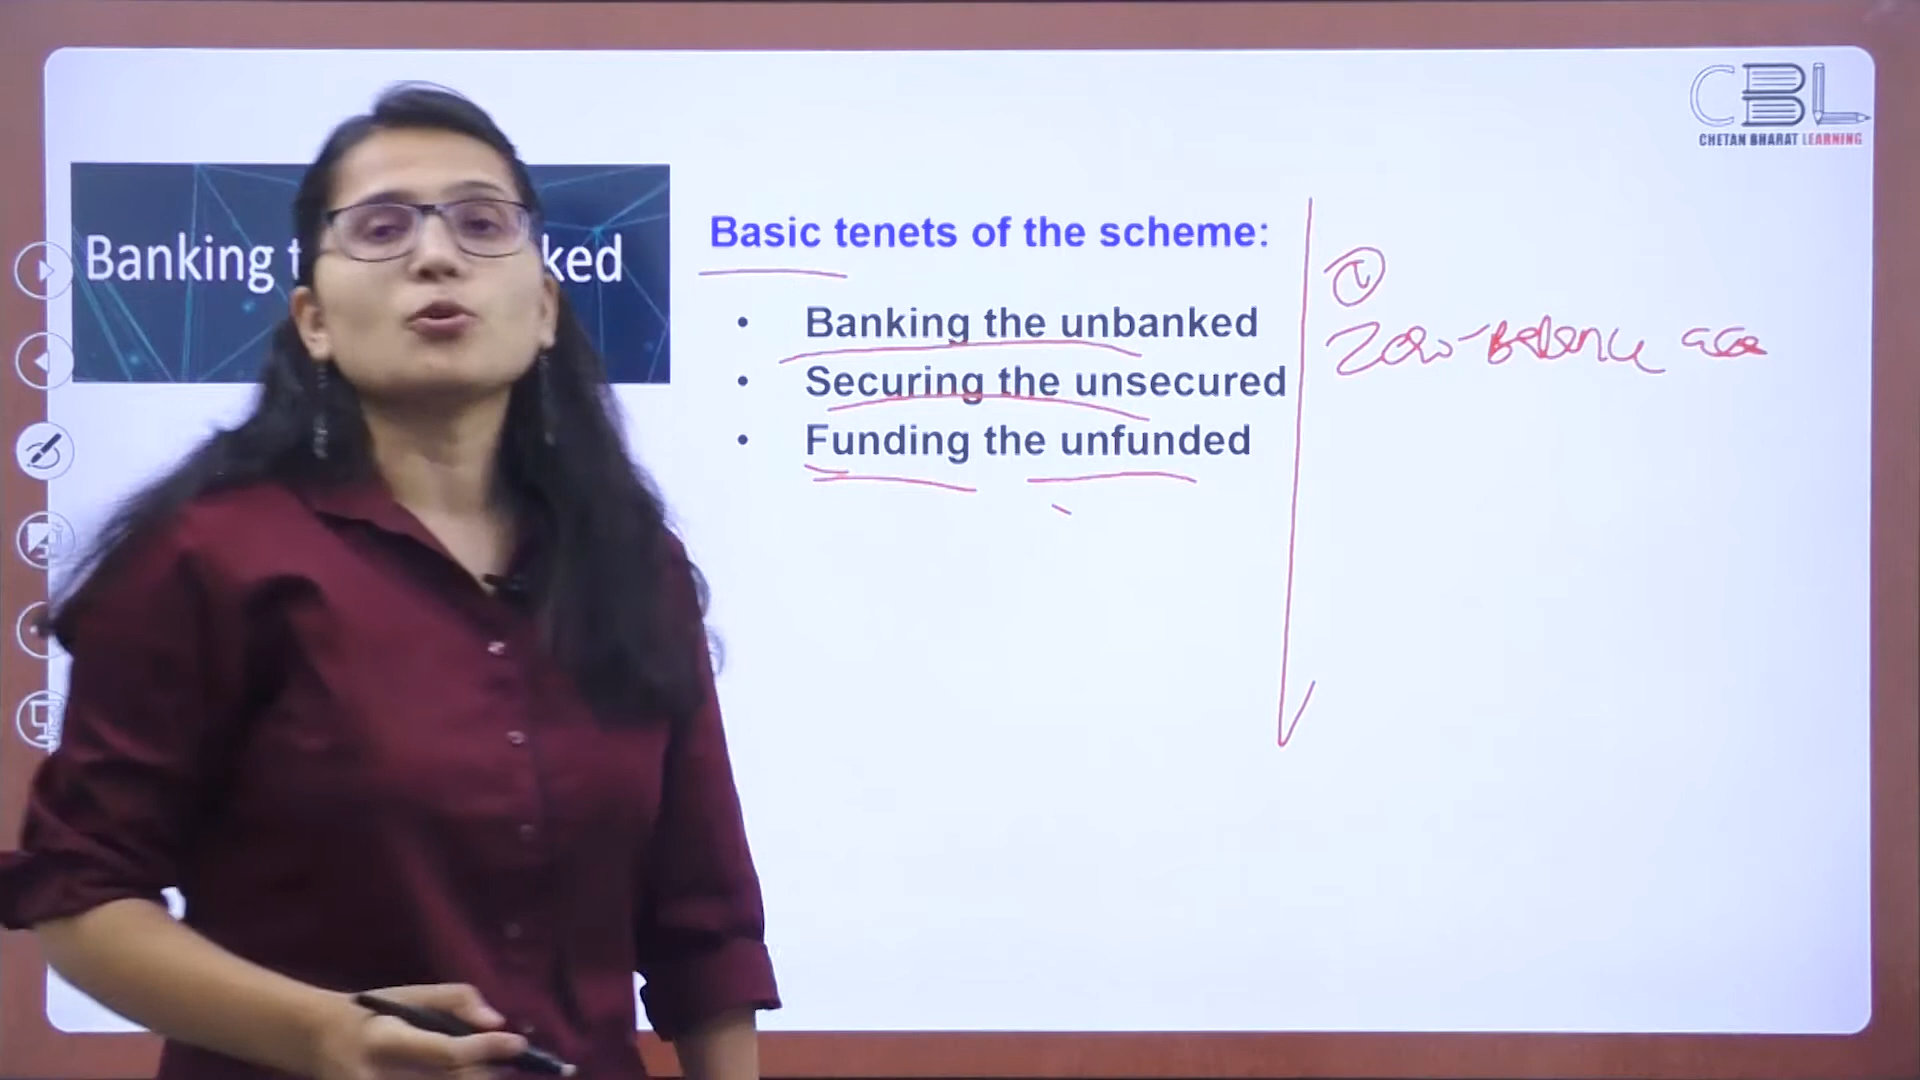 CBL
CHETAN BHARAT LEARNING
Banking t ked
Basic tenets of the scheme:
• Banking the unbanked
• Securing the unsecured
• Funding the unfunded
①
Zero-balance acc